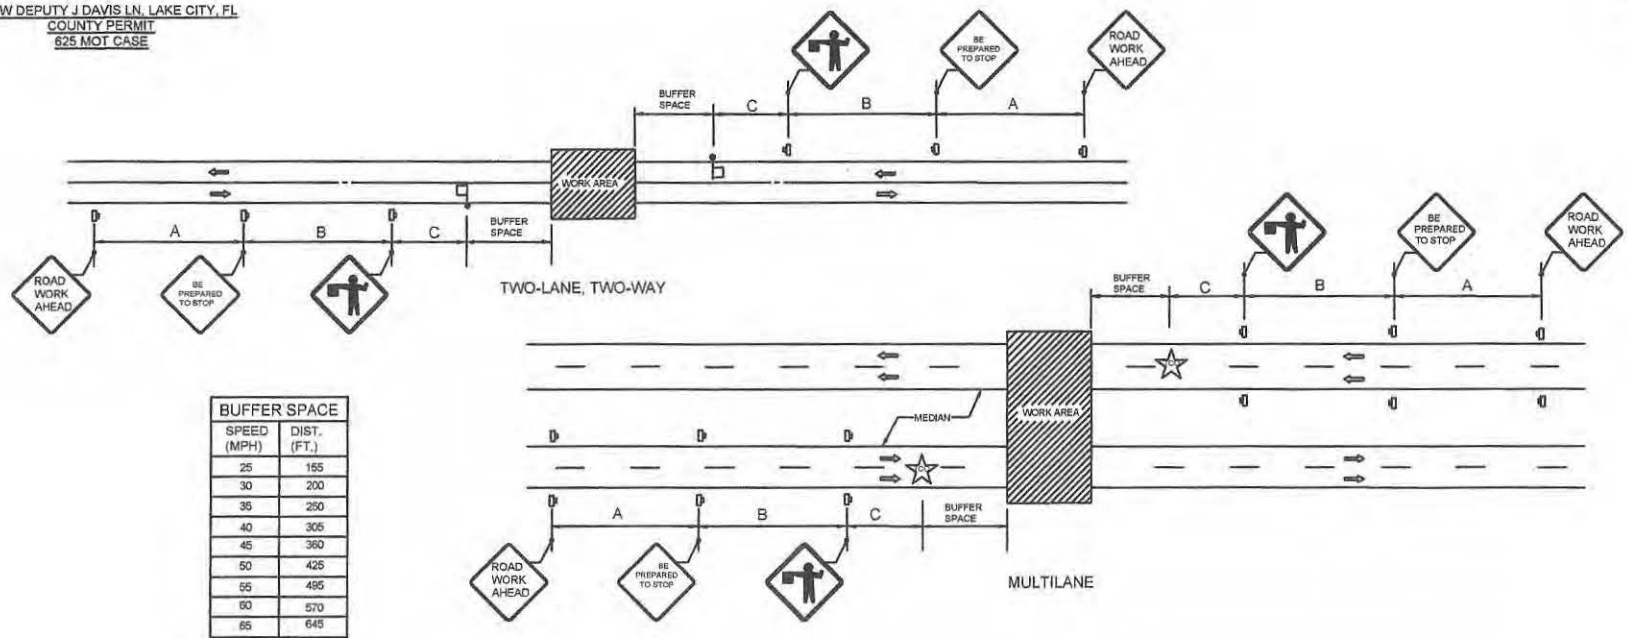 W DEPUTY J DAVIS LN, LAKE CITY, FL
COUNTY PERMIT
625 MOT CASE
BE
PREPARED
TO STOP
ROAD
WORK
AHEAD
BUFFER
SPACE
C
B
A
WORK AREA
A
B
C
BUFFER
SPACE
ROAD
WORK
AHEAD
BE
PREPARED
TO STOP
TWO-LANE, TWO-WAY
BE
PREPARED
TO STOP
ROAD
WORK
AHEAD
BUFFER
SPACE
C
B
A
MEDIAN
WORK AREA
A
B
C
BUFFER
SPACE
ROAD
WORK
AHEAD
BE
PREPARED
TO STOP
MULTILANE
BUFFER SPACE
SPEED (MPH) DIST. (FT.)
25 155
30 200
35 250
40 305
45 360
50 425
55 495
60 570
65 645